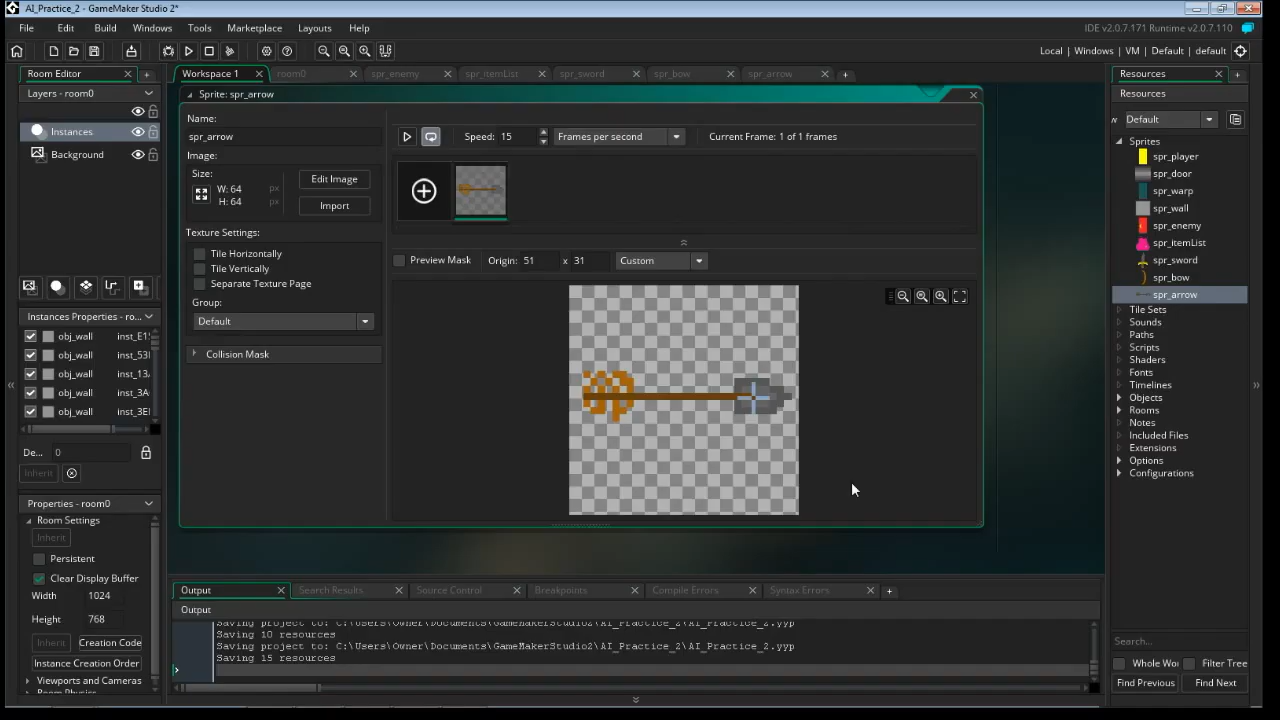 AI_Practice_2 - GameMaker Studio 2*
File Edit Build Windows Tools Marketplace Layouts Help
IDE v2.0.7.171 Runtime v2.0.7.110
Local | Windows | VM | Default | default
Room Editor
Layers - room0
Instances
Background
Instances Properties - ro...
obj_wall inst_E1
obj_wall inst_53
obj_wall inst_13
obj_wall inst_3A
obj_wall inst_3E
De... 0
Inherit
Properties - room0
Room Settings
Inherit
Persistent
Clear Display Buffer
Width 1024
Height 768
Inherit Creation Code
Instance Creation Order
Viewports and Cameras
Room Physics
Workspace 1 room0 spr_enemy spr_itemList spr_sword spr_bow spr_arrow
Sprite: spr_arrow
Name:
spr_arrow
Image:
Size:
W: 64 px
H: 64 px
Edit Image
Import
Texture Settings:
Tile Horizontally
Tile Vertically
Separate Texture Page
Group:
Default
Collision Mask
Speed: 15 Frames per second Current Frame: 1 of 1 frames
Preview Mask Origin: 51 x 31 Custom
Output Search Results Source Control Breakpoints Compile Errors Syntax Errors
Output
Saving project to: C:\Users\Owner\Documents\GameMakerStudio2\AI_Practice_2\AI_Practice_2.yyp
Saving 10 resources
Saving project to: C:\Users\Owner\Documents\GameMakerStudio2\AI_Practice_2\AI_Practice_2.yyp
Saving 15 resources
Resources
Resources
Default
Sprites
spr_player
spr_door
spr_warp
spr_wall
spr_enemy
spr_itemList
spr_sword
spr_bow
spr_arrow
Tile Sets
Sounds
Paths
Scripts
Shaders
Fonts
Timelines
Objects
Rooms
Notes
Included Files
Extensions
Options
Configurations
Search...
Whole Wo Filter Tree
Find Previous Find Next